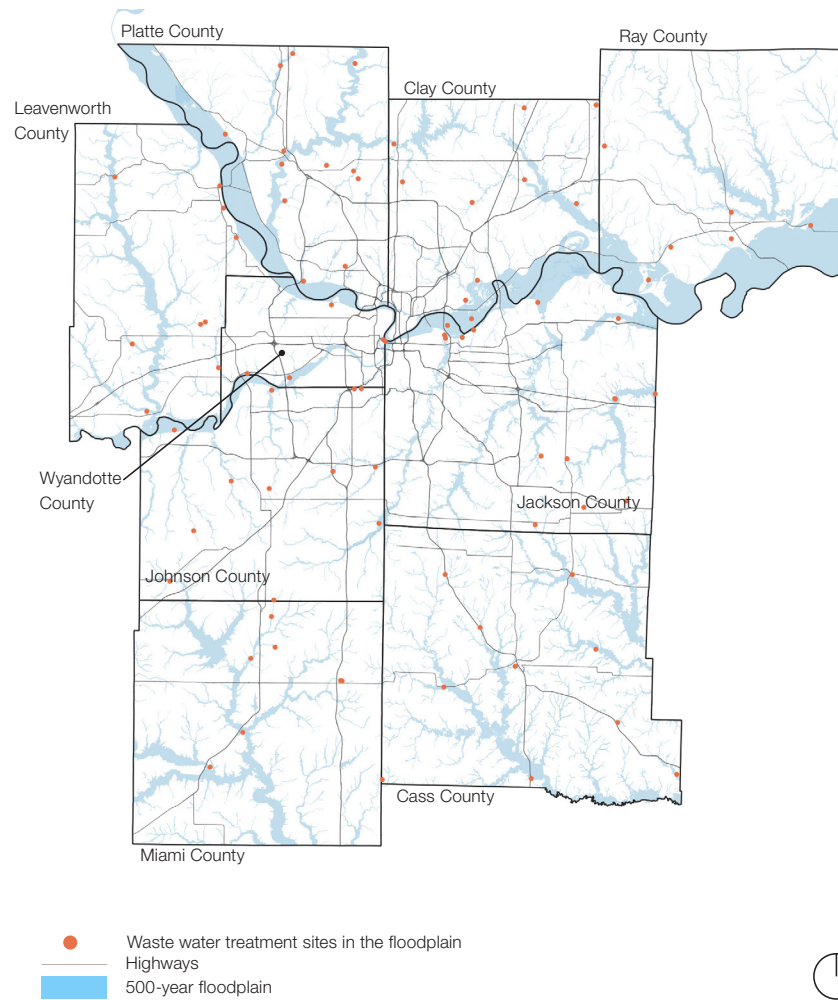 Platte County
Ray County
Clay County
Leavenworth
County
Wyandotte
County
Jackson County
Johnson County
Cass County
Miami County
Waste water treatment sites in the floodplain
Highways
500-year floodplain